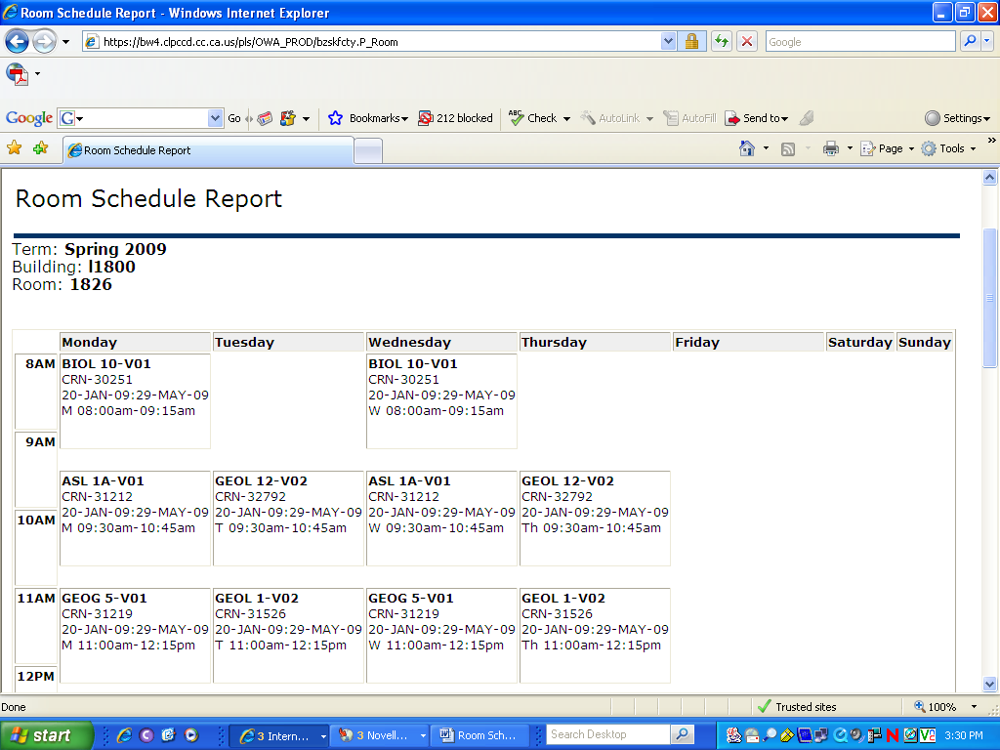 Room Schedule Report - Windows Internet Explorer
https://bw4.clpccd.cc.ca.us/pls/OWA_PROD/bzskfcty.P_Room
Google
Google G Go Bookmarks 212 blocked ABC Check AutoLink AutoFill Send to Settings
Room Schedule Report Page Tools
Room Schedule Report
Term: Spring 2009
Building: l1800
Room: 1826
Monday Tuesday Wednesday Thursday Friday Saturday Sunday
8AM BIOL 10-V01 BIOL 10-V01
CRN-30251 CRN-30251
20-JAN-09:29-MAY-09 20-JAN-09:29-MAY-09
M 08:00am-09:15am W 08:00am-09:15am
9AM
ASL 1A-V01 GEOL 12-V02 ASL 1A-V01 GEOL 12-V02
CRN-31212 CRN-32792 CRN-31212 CRN-32792
20-JAN-09:29-MAY-09 20-JAN-09:29-MAY-09 20-JAN-09:29-MAY-09 20-JAN-09:29-MAY-09
10AM M 09:30am-10:45am T 09:30am-10:45am W 09:30am-10:45am Th 09:30am-10:45am
11AM GEOG 5-V01 GEOL 1-V02 GEOG 5-V01 GEOL 1-V02
CRN-31219 CRN-31526 CRN-31219 CRN-31526
20-JAN-09:29-MAY-09 20-JAN-09:29-MAY-09 20-JAN-09:29-MAY-09 20-JAN-09:29-MAY-09
M 11:00am-12:15pm T 11:00am-12:15pm W 11:00am-12:15pm Th 11:00am-12:15pm
12PM
Done Trusted sites 100%
start 3 Intern... 3 Novell... Room Sch... Search Desktop 3:30 PM